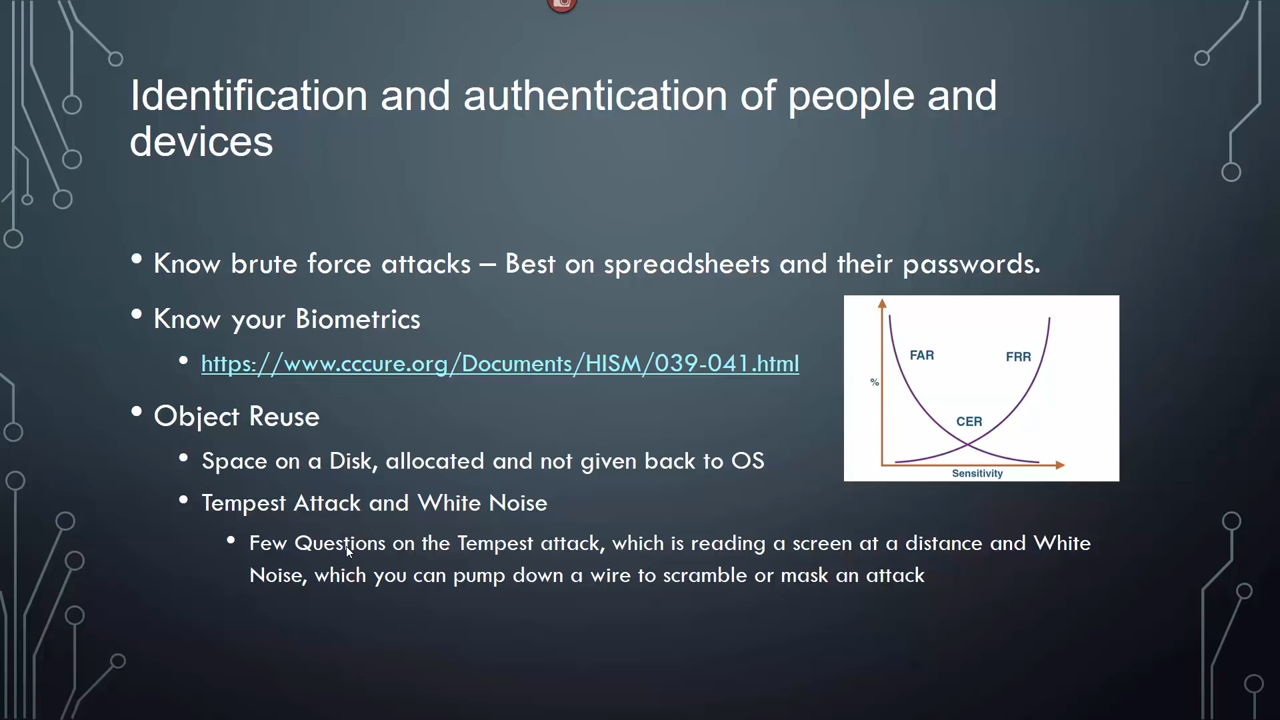 Identification and authentication of people and
devices
• Know brute force attacks – Best on spreadsheets and their passwords.
• Know your Biometrics
• https://www.cccure.org/Documents/HISM/039-041.html
• Object Reuse
• Space on a Disk, allocated and not given back to OS
• Tempest Attack and White Noise
• Few Questions on the Tempest attack, which is reading a screen at a distance and White
Noise, which you can pump down a wire to scramble or mask an attack
FAR
FRR
%
CER
Sensitivity